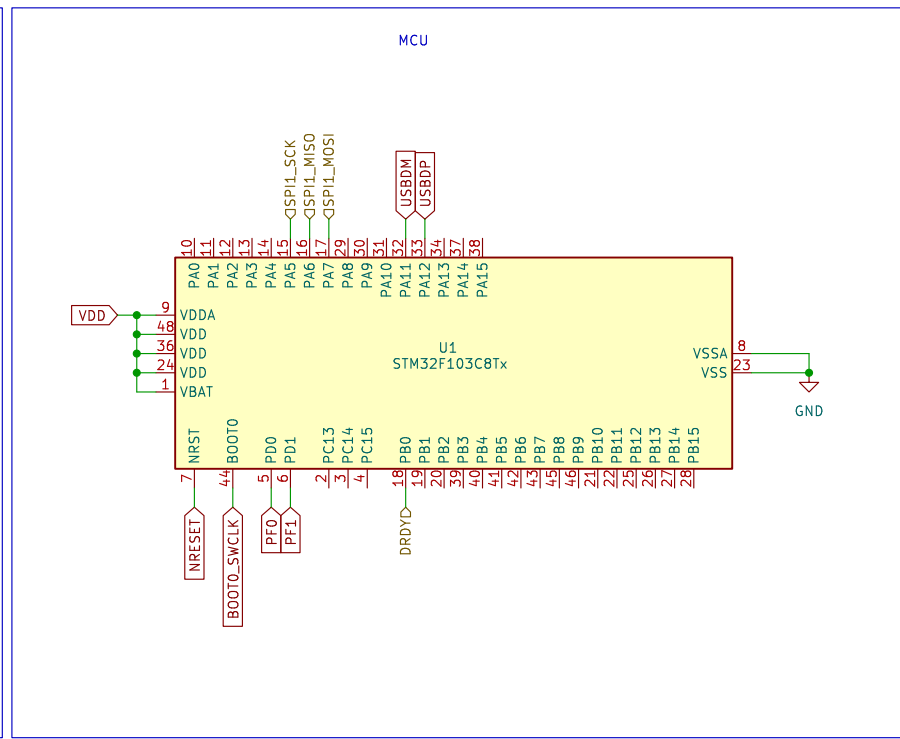 MCU
SPI1_SCK
SPI1_MISO
SPI1_MOSI
USBDM
USBDP
10
11
12
13
14
15
16
17
29
30
31
32
33
34
37
38
PA0
PA1
PA2
PA3
PA4
PA5
PA6
PA7
PA8
PA9
PA10
PA11
PA12
PA13
PA14
PA15
VDD
9 VDDA
48 VDD
36 VDD
24 VDD
1 VBAT
U1
STM32F103C8Tx
VSSA 8
VSS 23
GND
NRST
BOOT0
PD0
PD1
PC13
PC14
PC15
PB0
PB1
PB2
PB3
PB4
PB5
PB6
PB7
PB8
PB9
PB10
PB11
PB12
PB13
PB14
PB15
7
44
5
6
2
3
4
18
19
20
39
40
41
42
43
45
46
21
22
25
26
27
28
NRESET
BOOT0_SWCLK
PF0
PF1
DRDY